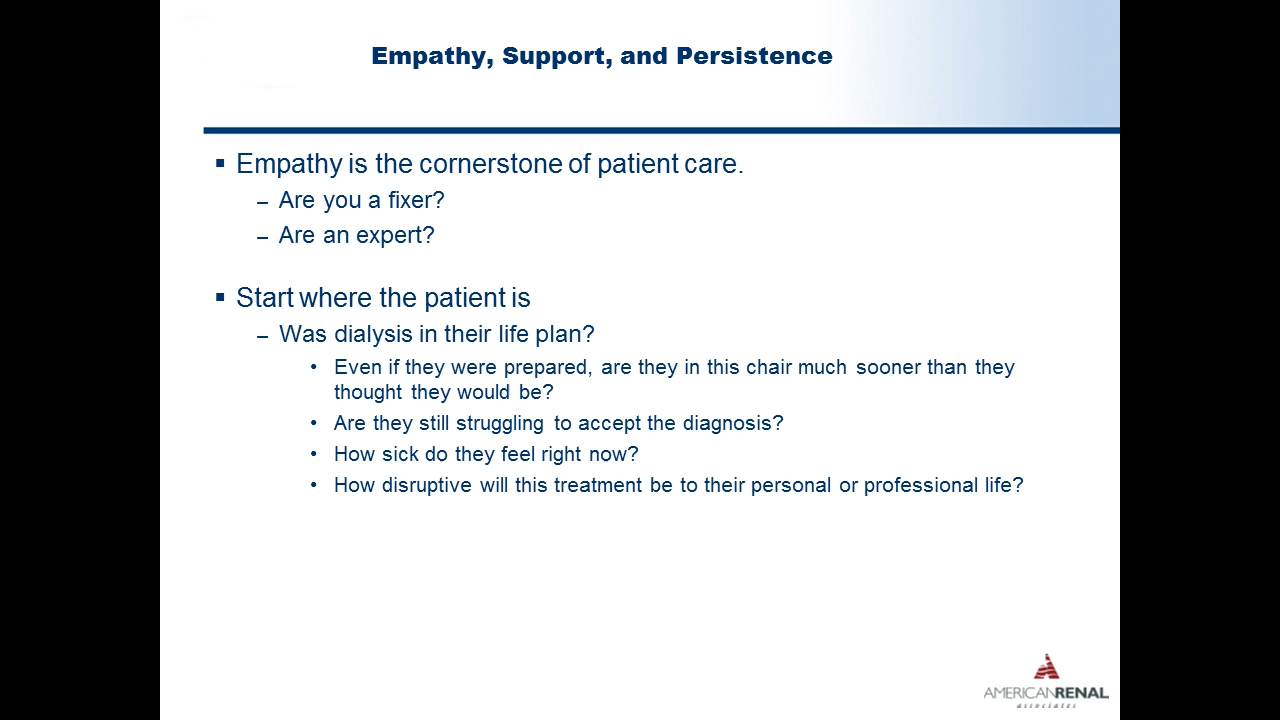 Empathy, Support, and Persistence
▪ Empathy is the cornerstone of patient care.
– Are you a fixer?
– Are an expert?
▪ Start where the patient is
– Was dialysis in their life plan?
• Even if they were prepared, are they in this chair much sooner than they
thought they would be?
• Are they still struggling to accept the diagnosis?
• How sick do they feel right now?
• How disruptive will this treatment be to their personal or professional life?
AMERICANRENAL
associates